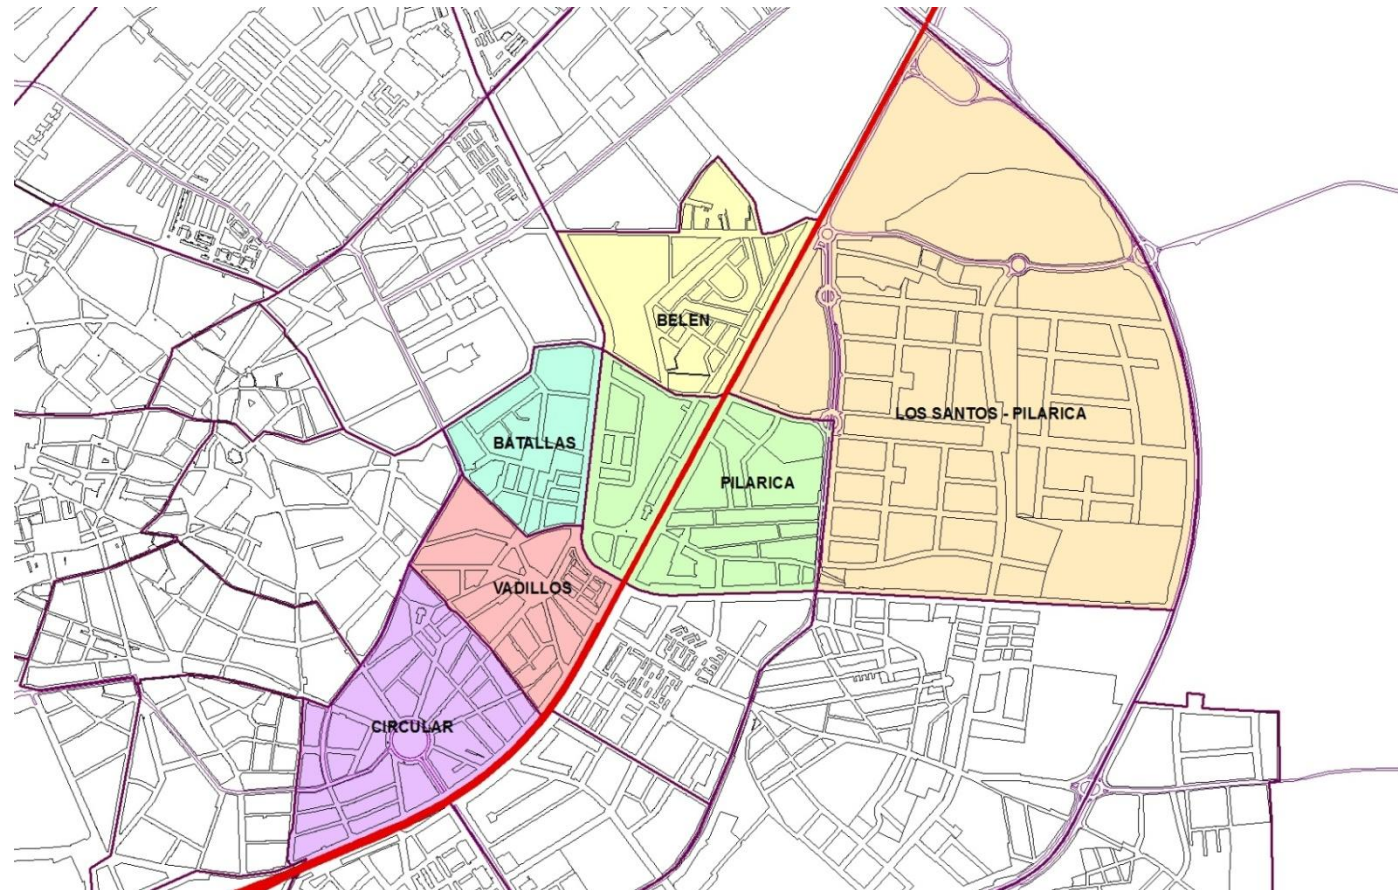 BELEN
LOS SANTOS - PILARICA
BATALLAS
PILARICA
VADILLOS
CIRCULAR